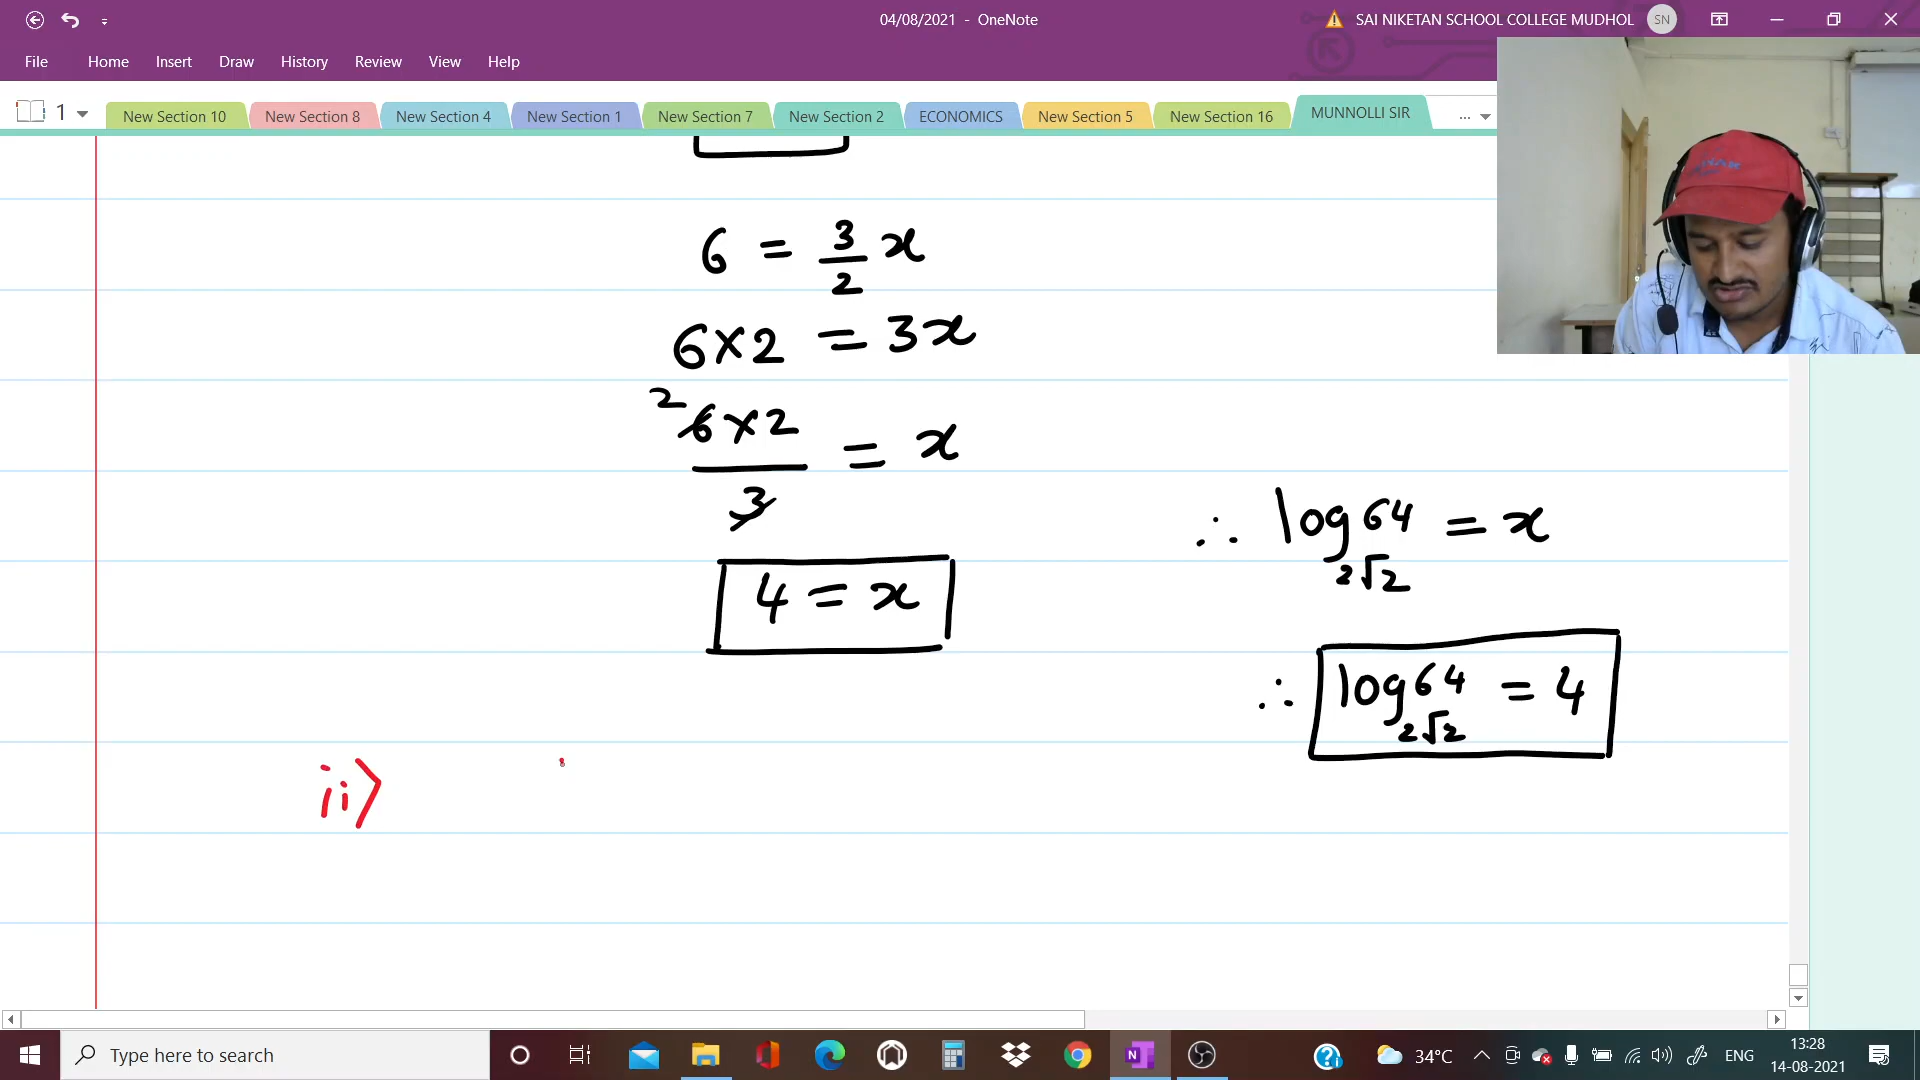 04/08/2021 - OneNote
SAI NIKETAN SCHOOL COLLEGE MUDHOL SN
File Home Insert Draw History Review View Help
1 New Section 10 New Section 8 New Section 4 New Section 1 New Section 7 New Section 2 ECONOMICS New Section 5 New Section 16 MUNNOLLI SIR ...
6 = 3/2 x
6×2 = 3x
2
6×2/3 = x
4 = x
∴ log 64 = x
2√2
∴ log 64 = 4
2√2
ii)
Type here to search
34°C ENG
13:28
14-08-2021